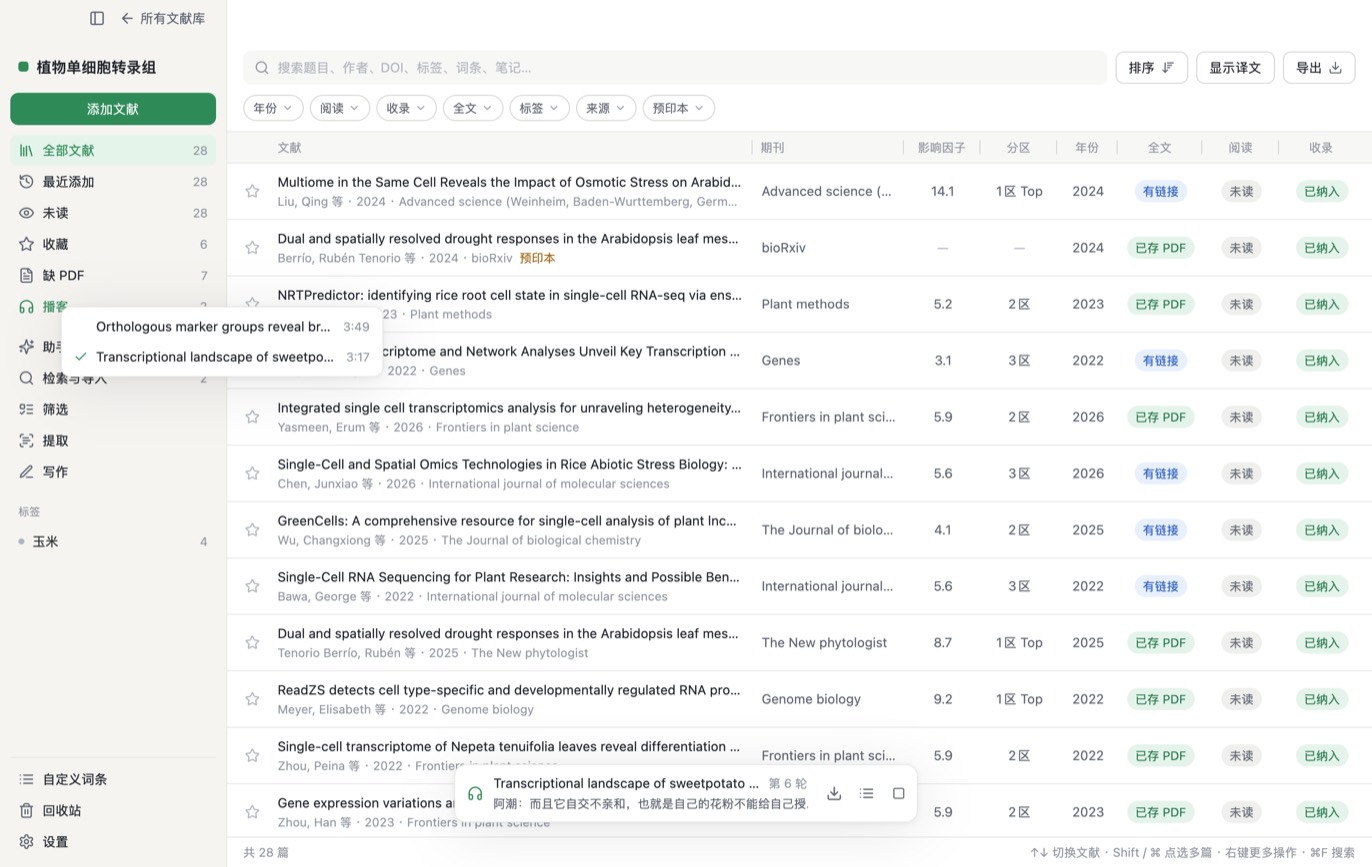 所有文献库
植物单细胞转录组
添加文献
全部文献 28
最近添加 28
未读 28
收藏 6
缺 PDF 7
播客
Orthologous marker groups reveal br... 3:49
Transcriptional landscape of sweetpo... 3:17
检索与导入 2
筛选
提取
写作
标签
玉米 4
自定义词条
回收站
设置
搜索题目、作者、DOI、标签、词条、笔记...
排序 显示译文 导出
年份 阅读 收录 全文 标签 来源 预印本
文献 期刊 影响因子 分区 年份 全文 阅读 收录
Multiome in the Same Cell Reveals the Impact of Osmotic Stress on Arabid... Advanced science (... 14.1 1区 Top 2024 有链接 未读 已纳入
Liu, Qing 等 · 2024 · Advanced science (Weinheim, Baden-Wurttemberg, Germ...
Dual and spatially resolved drought responses in the Arabidopsis leaf mes... bioRxiv — — 2024 已存 PDF 未读 已纳入
Berrío, Rubén Tenorio 等 · 2024 · bioRxiv 预印本
NRTPredictor: identifying rice root cell state in single-cell RNA-seq via ens... Plant methods 5.2 2区 2023 已存 PDF 未读 已纳入
23 · Plant methods
criptome and Network Analyses Unveil Key Transcription ... Genes 3.1 3区 2022 有链接 未读 已纳入
2022 · Genes
Integrated single cell transcriptomics analysis for unraveling heterogeneity... Frontiers in plant sci... 5.9 2区 2026 已存 PDF 未读 已纳入
Yasmeen, Erum 等 · 2026 · Frontiers in plant science
Single-Cell and Spatial Omics Technologies in Rice Abiotic Stress Biology: ... International journal... 5.6 3区 2026 有链接 未读 已纳入
Chen, Junxiao 等 · 2026 · International journal of molecular sciences
GreenCells: A comprehensive resource for single-cell analysis of plant lnc... The Journal of biolo... 4.1 2区 2025 有链接 未读 已纳入
Wu, Changxiong 等 · 2025 · The Journal of biological chemistry
Single-Cell RNA Sequencing for Plant Research: Insights and Possible Ben... International journal... 5.6 3区 2022 有链接 未读 已纳入
Bawa, George 等 · 2022 · International journal of molecular sciences
Dual and spatially resolved drought responses in the Arabidopsis leaf mes... The New phytologist 8.7 1区 Top 2025 已存 PDF 未读 已纳入
Tenorio Berrío, Rubén 等 · 2025 · The New phytologist
ReadZS detects cell type-specific and developmentally regulated RNA pro... Genome biology 9.2 1区 Top 2022 已存 PDF 未读 已纳入
Meyer, Elisabeth 等 · 2022 · Genome biology
Single-cell transcriptome of Nepeta tenuifolia leaves reveal differentiation ... Frontiers in plant sci... 5.9 2区 2022 已存 PDF 未读 已纳入
Zhou, Peina 等 · 2022 · Frontiers in plant science
Gene expression variations a 5.9 2区 2023 已存 PDF 未读 已纳入
Zhou, Han 等 · 2023 · Frontiers in plant science
Transcriptional landscape of sweetpotato ... 第 6 轮
阿潮：而且它自交不亲和，也就是自己的花粉不能给自己授.
共 28 篇
↑↓ 切换文献 · Shift / ⌘ 点选多篇 · 右键更多操作 · ⌘F 搜索